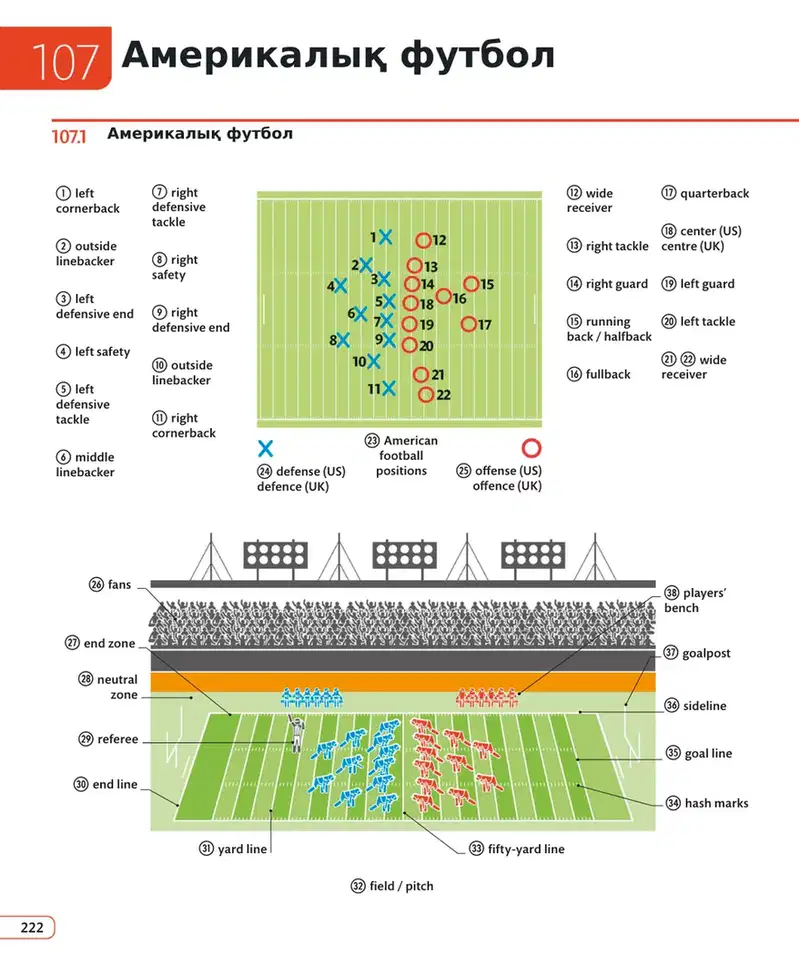 107
Американлық футбол
107.1
Америкалық футбол
① left
cornerback
② outside
linebacker
③ left
defensive end
④ left safety
⑤ left
defensive
tackle
⑥ middle
linebacker
⑦ right
defensive
tackle
⑧ right
safety
⑨ right
defensive end
⑩ outside
linebacker
⑪ right
cornerback
1
2
3
4
5
6
7
8
9
10
11
12
13
14
15
16
17
18
19
20
21
22
㉓ American
football
positions
㉔ defense (US)
defence (UK)
㉕ offense (US)
offence (UK)
⑫ wide
receiver
⑬ right tackle
⑭ right guard
⑮ running
back / halfback
⑯ fullback
⑰ quarterback
⑱ center (US)
centre (UK)
⑲ left guard
⑳ left tackle
㉑ ㉒ wide
receiver
㉖ fans
㉗ end zone
㉘ neutral
zone
㉙ referee
㉚ end line
㉛ yard line
㉜ field / pitch
㉝ fifty-yard line
㉞ hash marks
㉟ goal line
㊱ sideline
㊲ goalpost
㊳ players’
bench
222